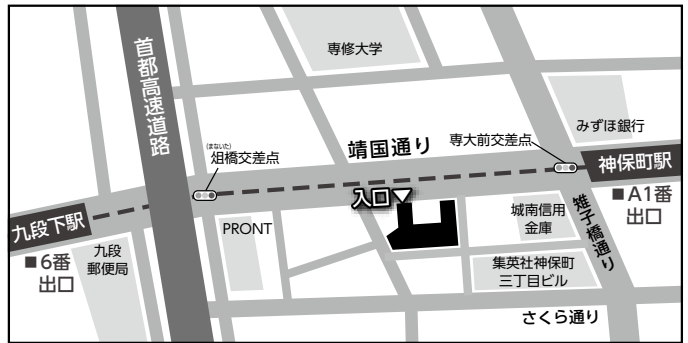 専修大学
首都高速道路
みずほ銀行
(まないた)
俎橋交差点
靖国通り
専大前交差点
神保町駅
■A1番
出口
入口▽
九段下駅
■6番
出口
九段
郵便局
PRONT
城南信用
金庫
雉子橋通り
集英社神保町
三丁目ビル
さくら通り